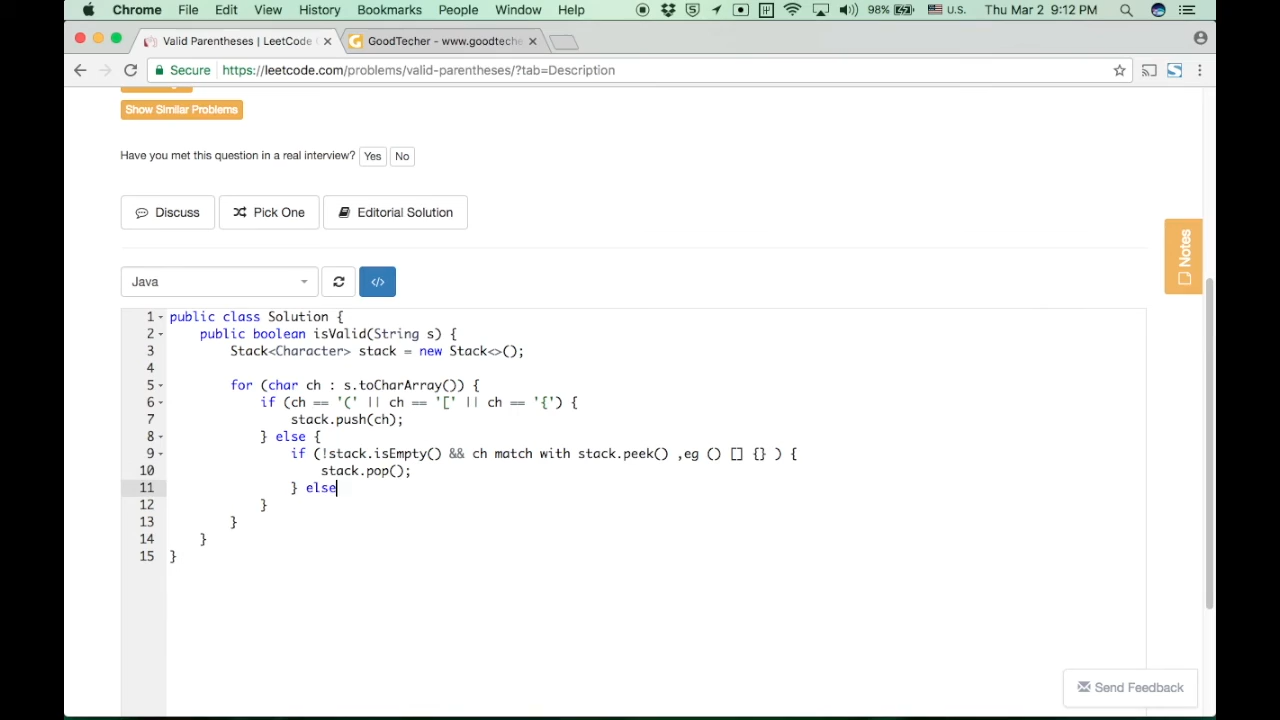 Chrome File Edit View History Bookmarks People Window Help 98% U.S. Thu Mar 2 9:12 PM
Valid Parentheses | LeetCode GoodTecher - www.goodteche
Secure https://leetcode.com/problems/valid-parentheses/?tab=Description
Show Similar Problems
Have you met this question in a real interview? Yes No
Discuss Pick One Editorial Solution
Notes
Java </>
1 public class Solution {
2 public boolean isValid(String s) {
3 Stack<Character> stack = new Stack<>();
4
5 for (char ch : s.toCharArray()) {
6 if (ch == '(' || ch == '[' || ch == '{') {
7 stack.push(ch);
8 } else {
9 if (!stack.isEmpty() && ch match with stack.peek() ,eg () [] {} ) {
10 stack.pop();
11 } else
12 }
13 }
14 }
15 }
Send Feedback